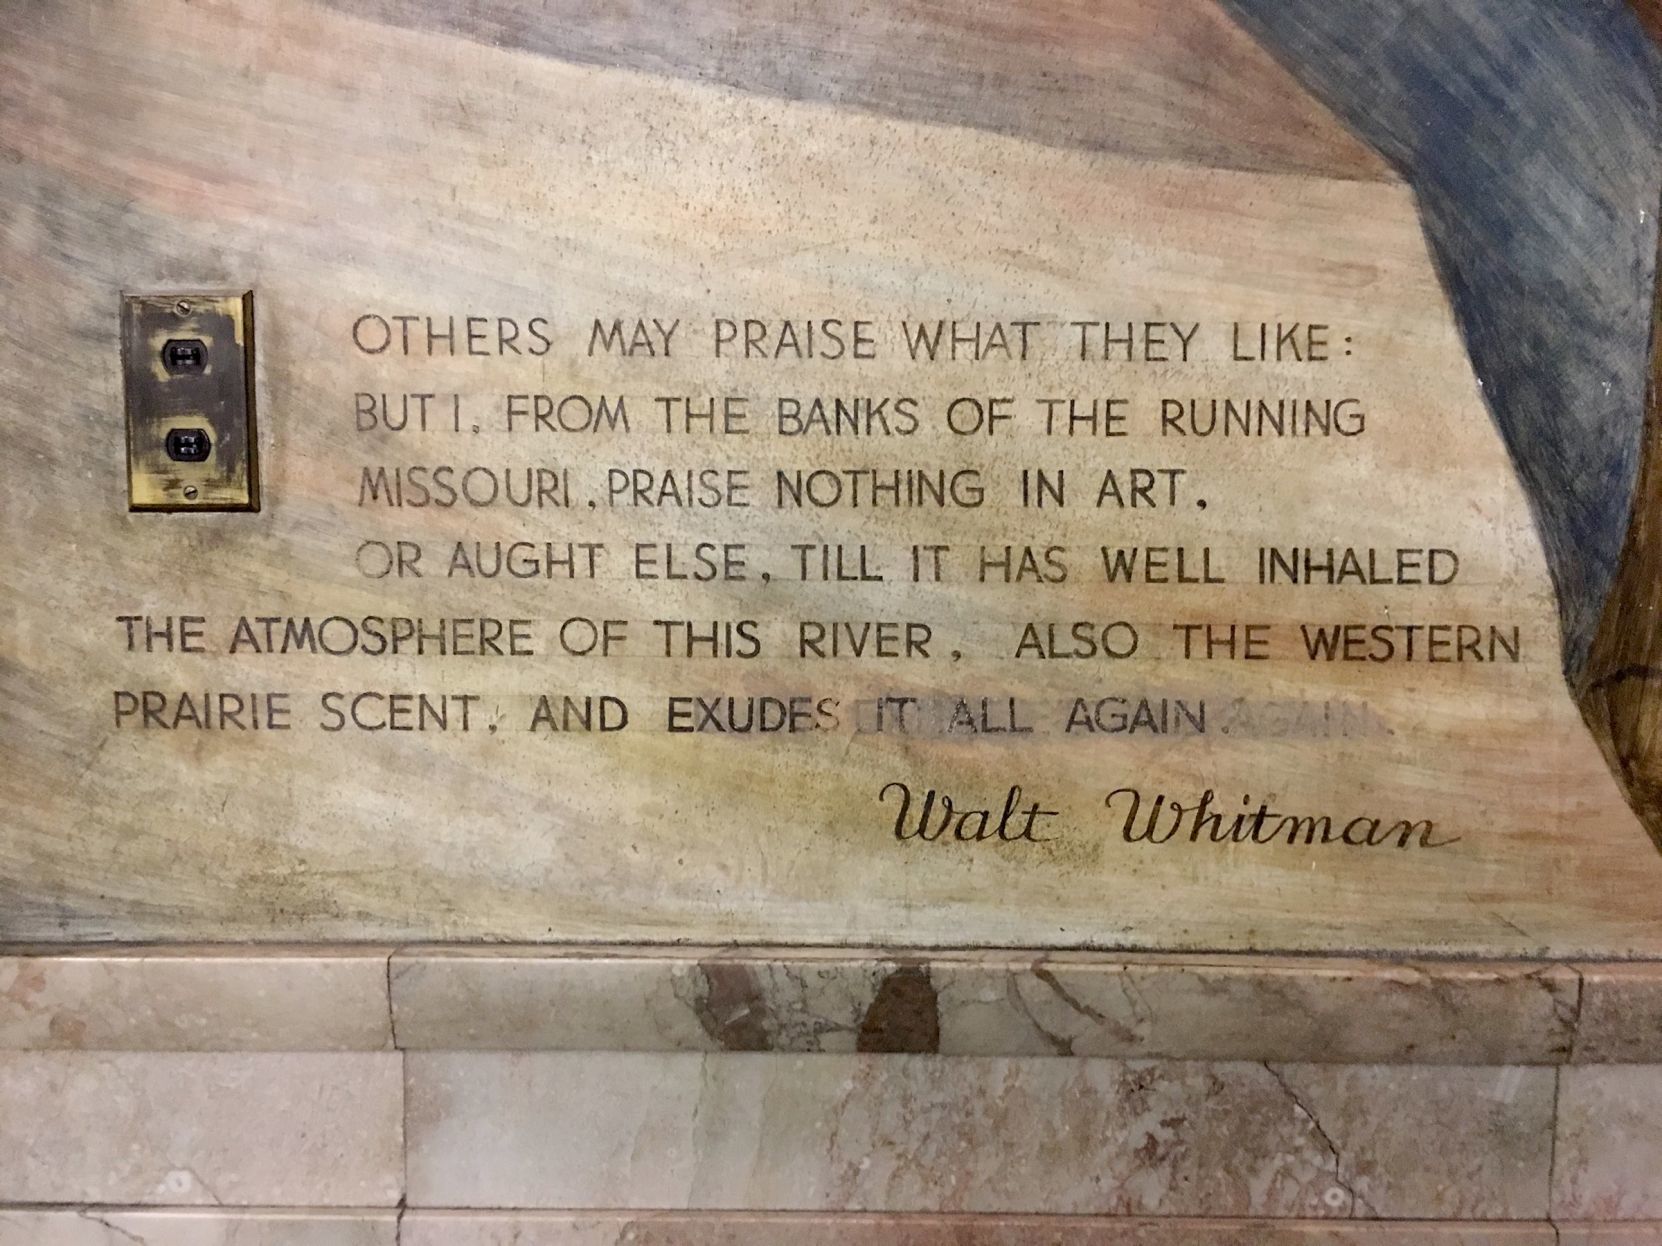 OTHERS MAY PRAISE WHAT THEY LIKE:
BUT I, FROM THE BANKS OF THE RUNNING
MISSOURI, PRAISE NOTHING IN ART,
OR AUGHT ELSE, TILL IT HAS WELL INHALED
THE ATMOSPHERE OF THIS RIVER, ALSO THE WESTERN
PRAIRIE SCENT, AND EXUDES IT ALL AGAIN. AGAIN.
Walt Whitman